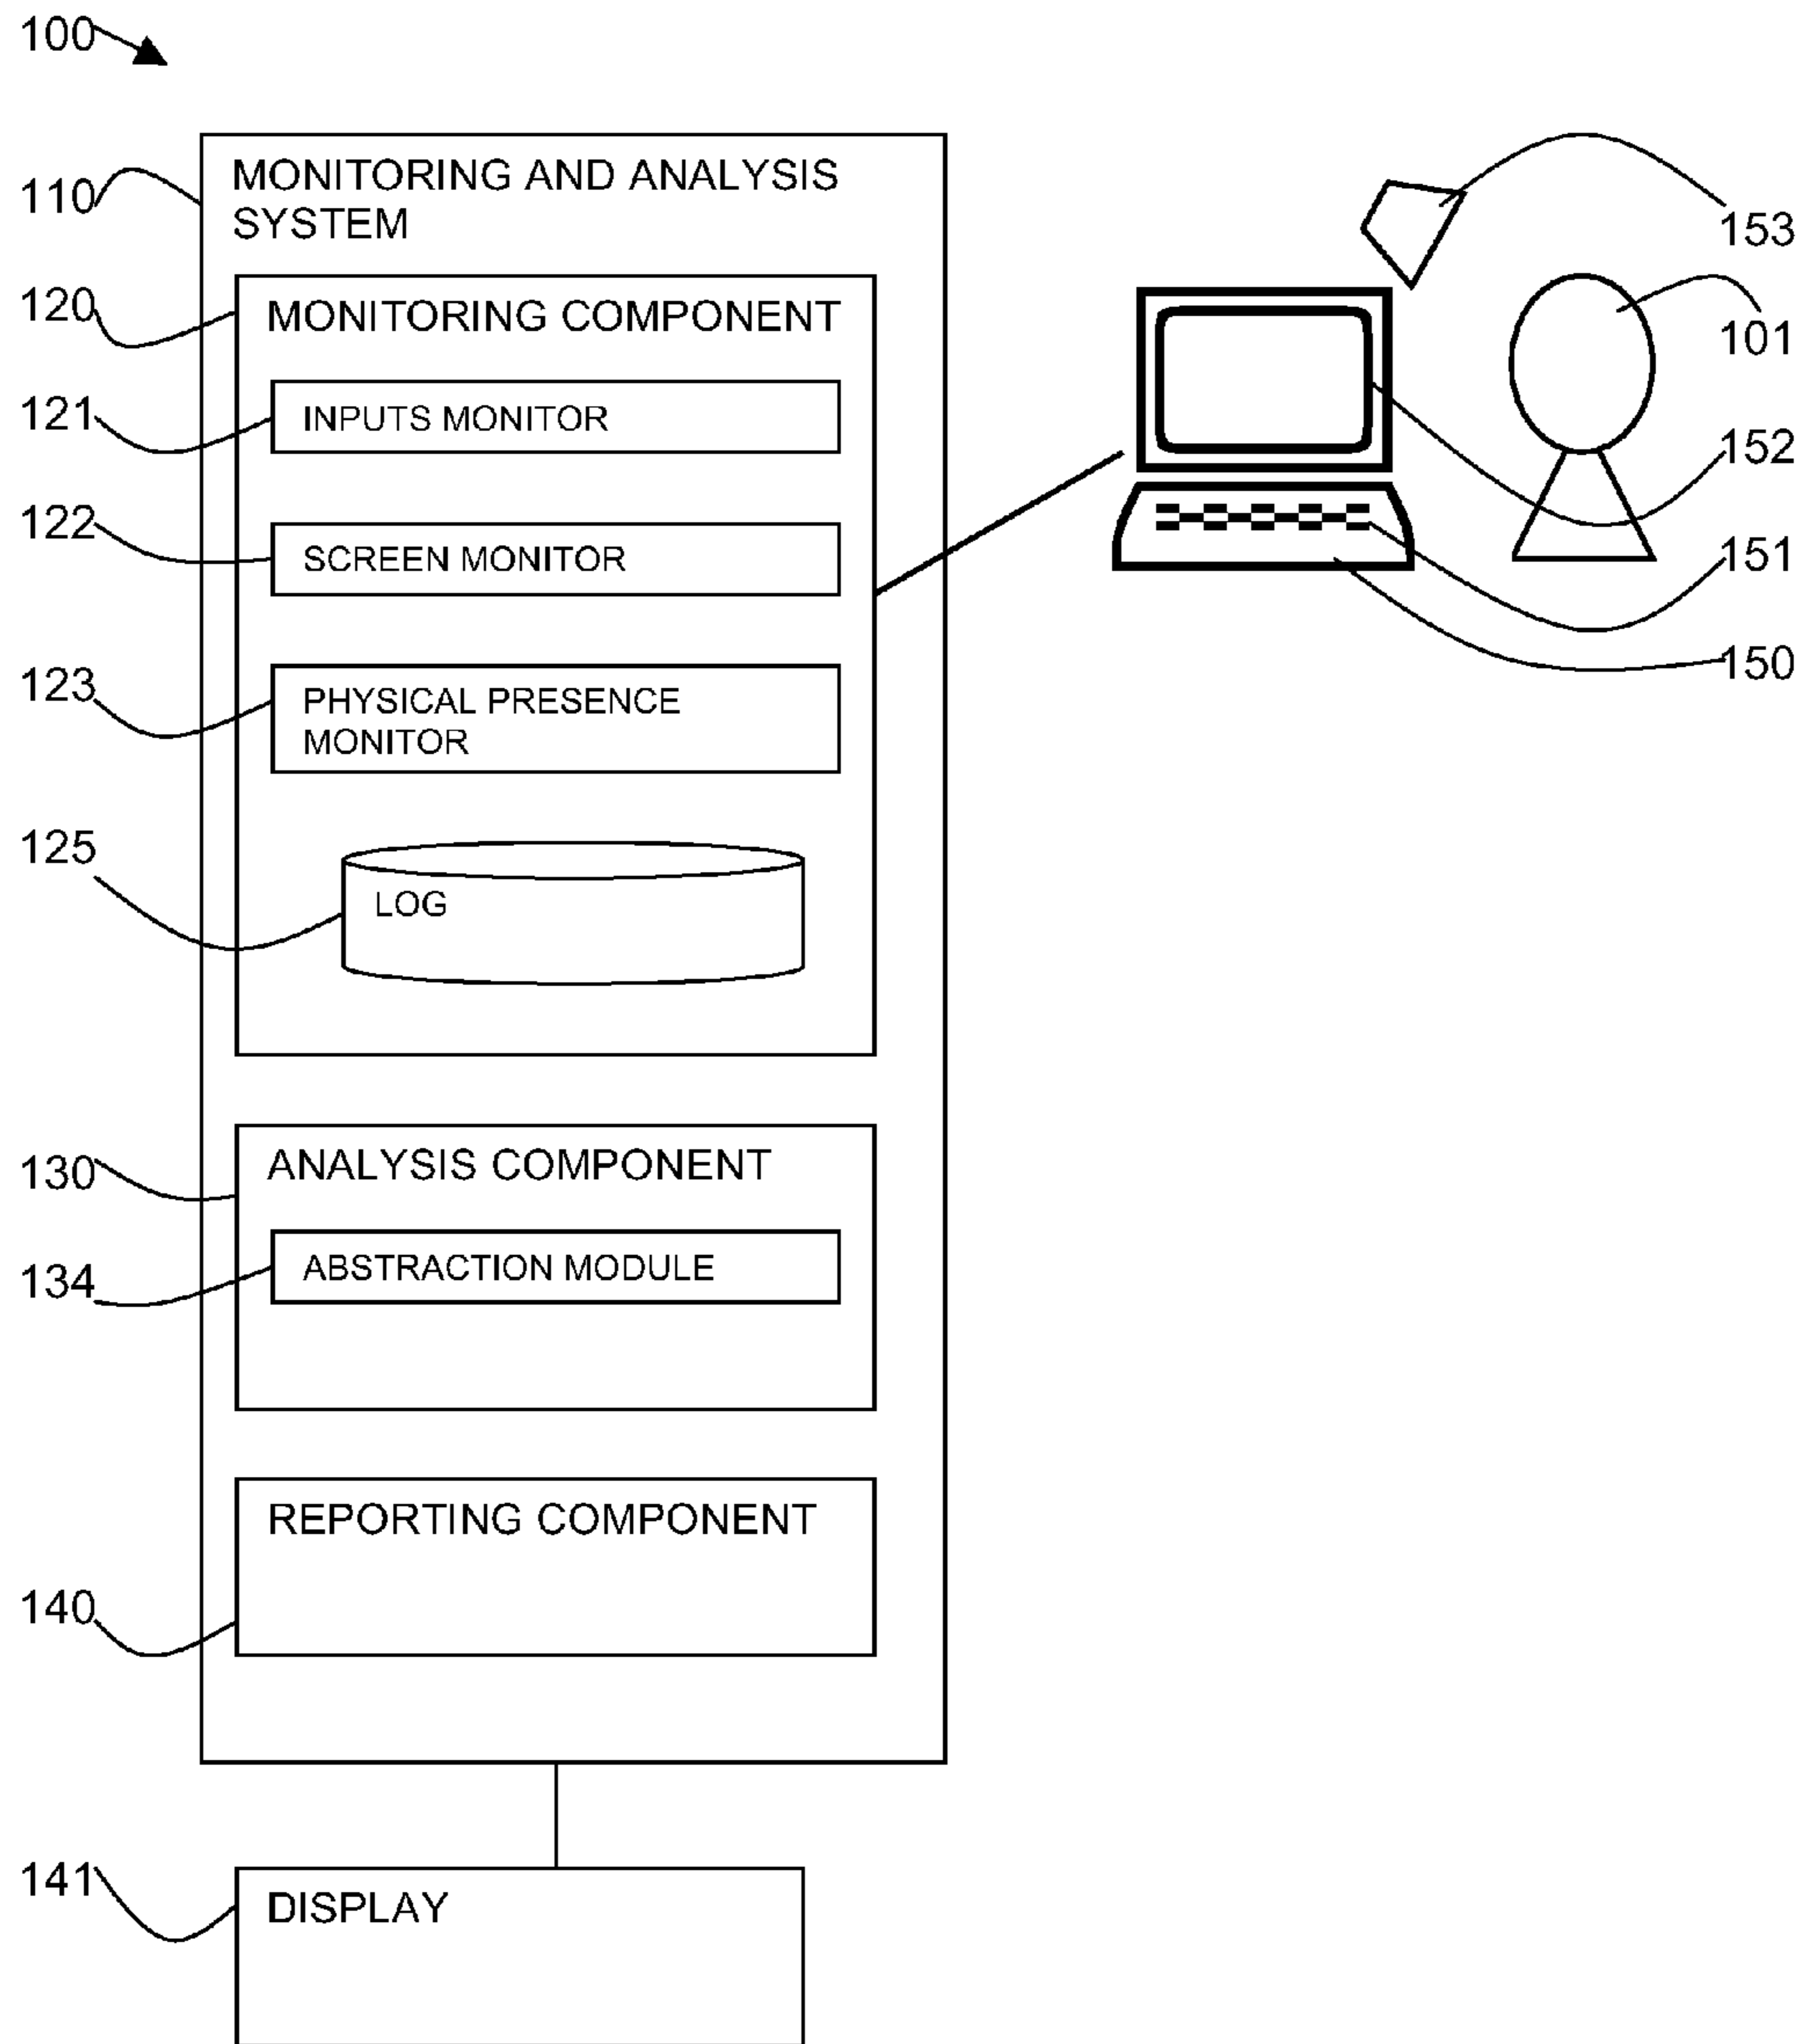 100
110
MONITORING AND ANALYSIS
SYSTEM
153
120
MONITORING COMPONENT
101
121
INPUTS MONITOR
152
122
SCREEN MONITOR
151
150
123
PHYSICAL PRESENCE
MONITOR
125
LOG
130
ANALYSIS COMPONENT
134
ABSTRACTION MODULE
REPORTING COMPONENT
140
141
DISPLAY